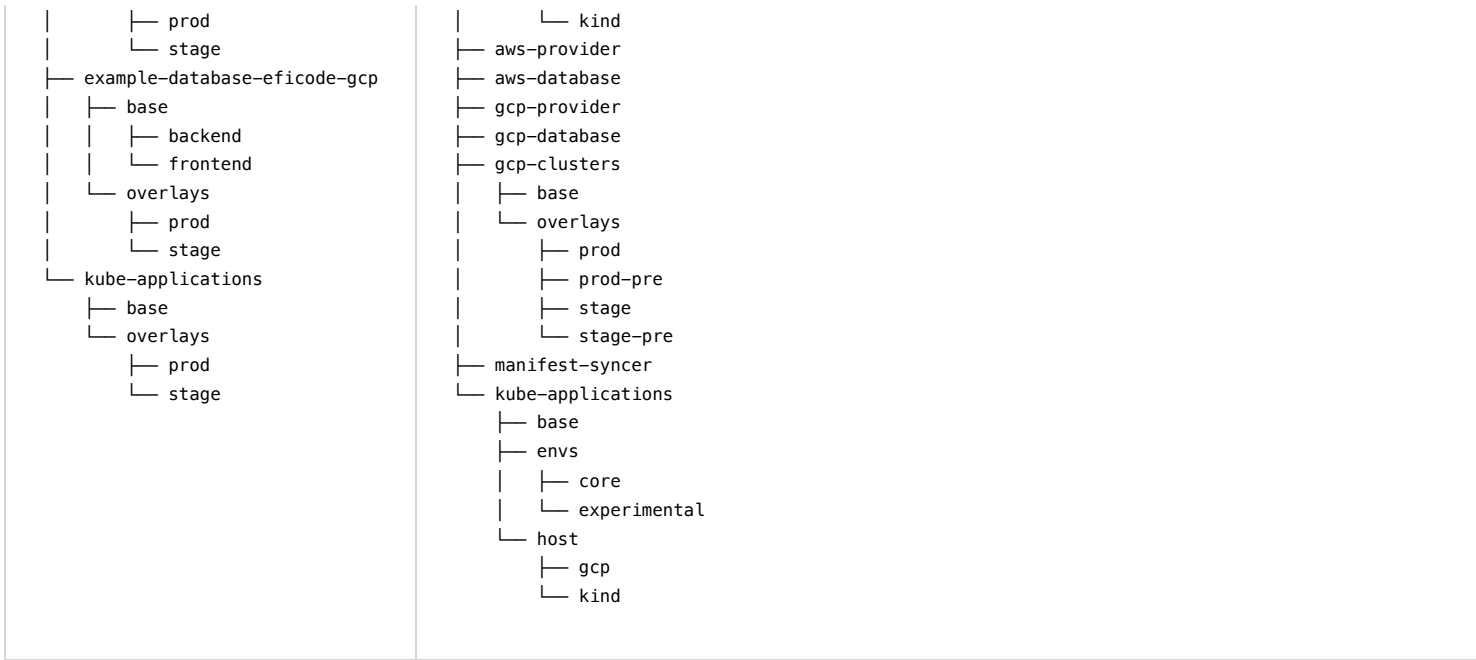 │       ├── prod
│       └── stage
├── example-database-eficode-gcp
│   ├── base
│   │   ├── backend
│   │   └── frontend
│   └── overlays
│       ├── prod
│       └── stage
└── kube-applications
    ├── base
    └── overlays
        ├── prod
        └── stage
│       └── kind
├── aws-provider
├── aws-database
├── gcp-provider
├── gcp-database
├── gcp-clusters
│   ├── base
│   └── overlays
│       ├── prod
│       ├── prod-pre
│       ├── stage
│       └── stage-pre
├── manifest-syncer
└── kube-applications
    ├── base
    ├── envs
    │   ├── core
    │   └── experimental
    └── host
        ├── gcp
        └── kind